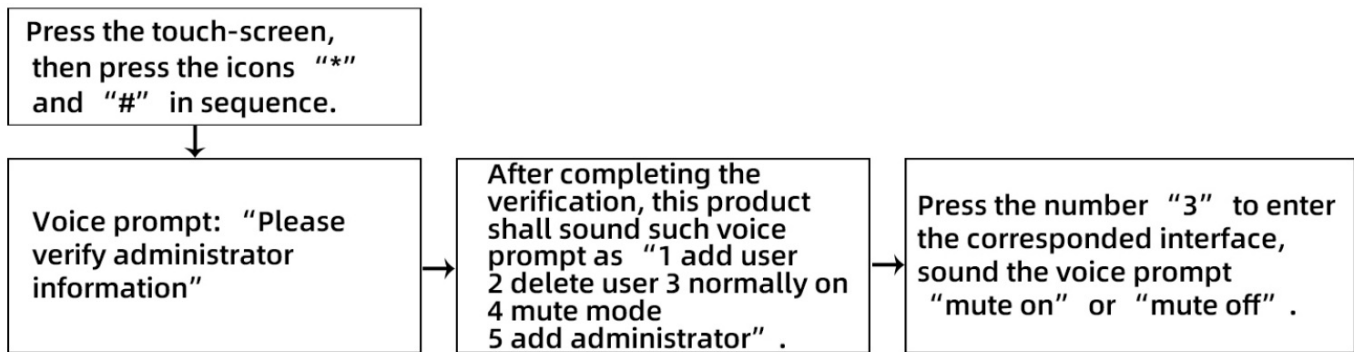 Press the touch-screen,
then press the icons “*”
and “#” in sequence.
Voice prompt: “Please
verify administrator
information”
After completing the
verification, this product
shall sound such voice
prompt as “1 add user
2 delete user 3 normally on
4 mute mode
5 add administrator” .
Press the number “3” to enter
the corresponded interface,
sound the voice prompt
“mute on” or “mute off” .